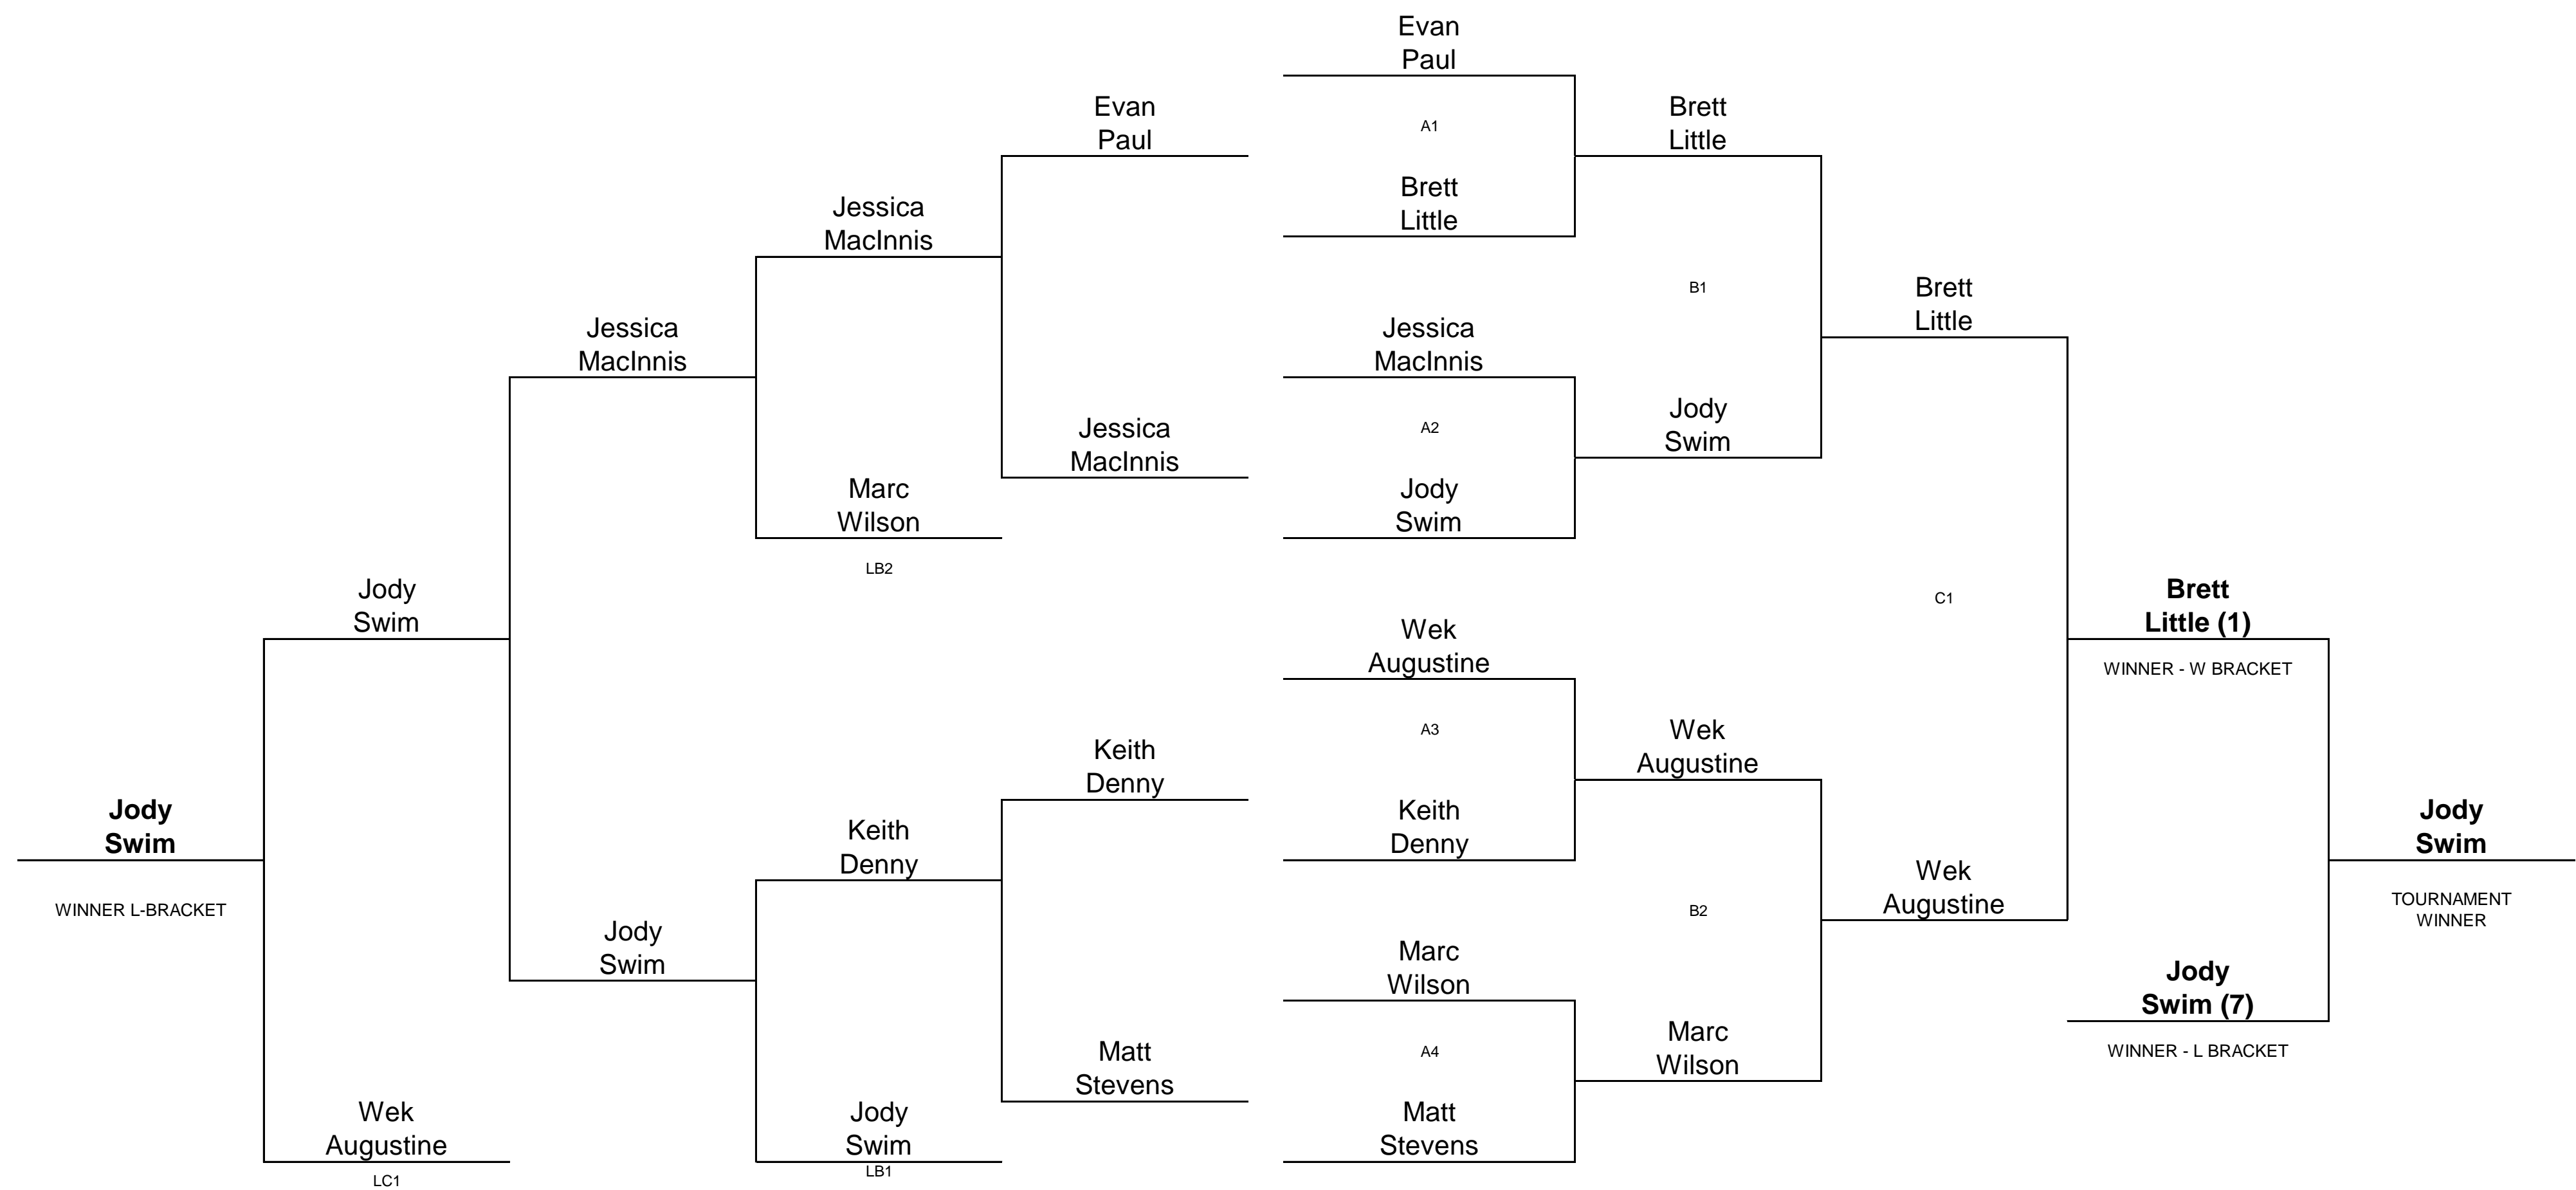 Evan
Paul
Evan
Paul
A1
Brett
Little
Brett
Little
Jessica
MacInnis
B1
Brett
Little
Jessica
MacInnis
Jessica
MacInnis
Jessica
MacInnis
A2
Jody
Swim
Marc
Wilson
Jody
Swim
LB2
Jody
Swim
C1
Brett
Little (1)
Wek
Augustine
WINNER - W BRACKET
A3
Wek
Augustine
Keith
Denny
Jody
Swim
Keith
Denny
Keith
Denny
Jody
Swim
WINNER L-BRACKET
B2
Wek
Augustine
TOURNAMENT
WINNER
Jody
Swim
Marc
Wilson
Jody
Swim (7)
Matt
Stevens
A4
Marc
Wilson
WINNER - L BRACKET
Wek
Augustine
Jody
Swim
Matt
Stevens
LC1
LB1